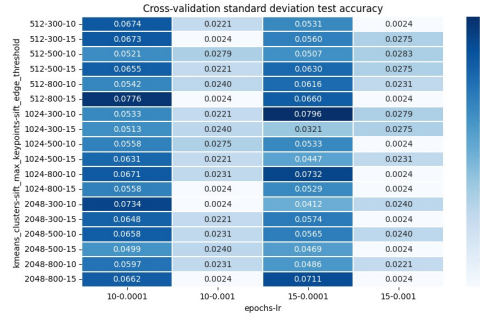 Cross-validation standard deviation test accuracy
kmeans_clusters-sift_max_keypoints-sift_edge_threshold
512-300-10 0.0674 0.0221 0.0531 0.0024
512-300-15 0.0673 0.0024 0.0560 0.0275
512-500-10 0.0521 0.0279 0.0507 0.0283
512-500-15 0.0655 0.0221 0.0630 0.0275
512-800-10 0.0542 0.0240 0.0616 0.0231
512-800-15 0.0776 0.0024 0.0660 0.0024
1024-300-10 0.0533 0.0221 0.0796 0.0279
1024-300-15 0.0513 0.0240 0.0321 0.0275
1024-500-10 0.0558 0.0275 0.0533 0.0024
1024-500-15 0.0631 0.0221 0.0447 0.0231
1024-800-10 0.0671 0.0231 0.0732 0.0024
1024-800-15 0.0558 0.0024 0.0529 0.0024
2048-300-10 0.0734 0.0024 0.0412 0.0240
2048-300-15 0.0648 0.0221 0.0574 0.0024
2048-500-10 0.0658 0.0231 0.0565 0.0240
2048-500-15 0.0499 0.0240 0.0469 0.0024
2048-800-10 0.0597 0.0231 0.0486 0.0221
2048-800-15 0.0662 0.0024 0.0711 0.0024
10-0.0001 10-0.001 15-0.0001 15-0.001
epochs-lr